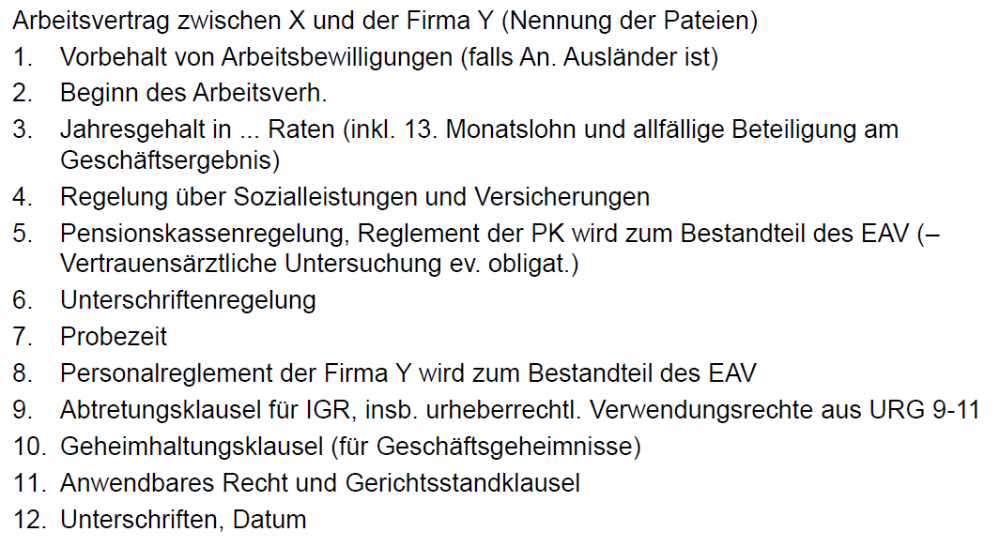 Arbeitsvertrag zwischen X und der Firma Y (Nennung der Pateien)
1. Vorbehalt von Arbeitsbewilligungen (falls An. Ausländer ist)
2. Beginn des Arbeitsverh.
3. Jahresgehalt in ... Raten (inkl. 13. Monatslohn und allfällige Beteiligung am
Geschäftsergebnis)
4. Regelung über Sozialleistungen und Versicherungen
5. Pensionskassenregelung, Reglement der PK wird zum Bestandteil des EAV (–
Vertrauensärztliche Untersuchung ev. obligat.)
6. Unterschriftenregelung
7. Probezeit
8. Personalreglement der Firma Y wird zum Bestandteil des EAV
9. Abtretungsklausel für IGR, insb. urheberrechtl. Verwendungsrechte aus URG 9-11
10. Geheimhaltungsklausel (für Geschäftsgeheimnisse)
11. Anwendbares Recht und Gerichtsstandklausel
12. Unterschriften, Datum